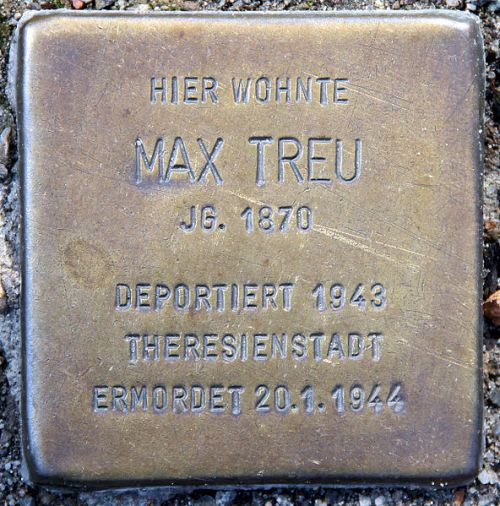 HIER WOHNTE
MAX TREU
JG. 1870
DEPORTIERT 1943
THERESIENSTADT
ERMORDET 20.1.1944